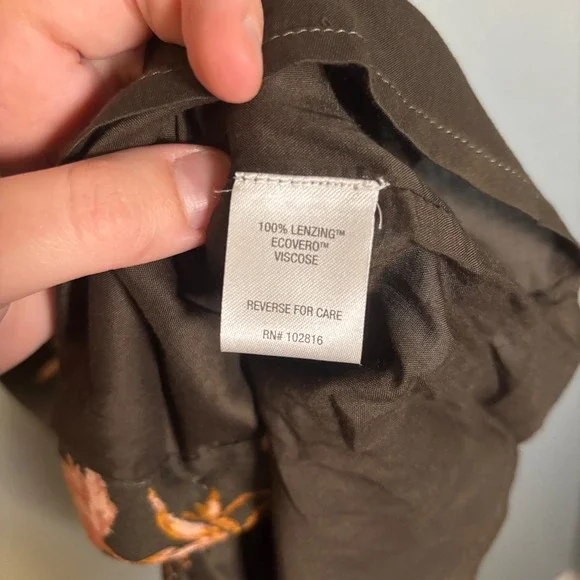 100% LENZING™
ECOVERO™
VISCOSE
REVERSE FOR CARE
RN# 102816